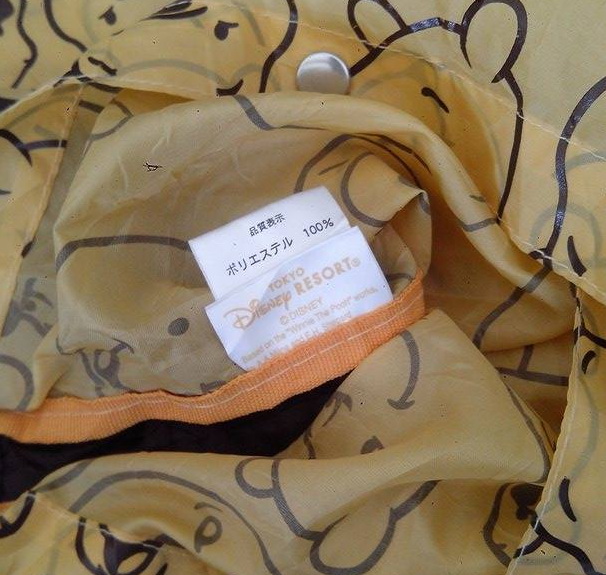 品質表示
ポリエステル 100%
TOKYO
DISNEY RESORT®
©DISNEY
Based on the "Winnie The Pooh" works,